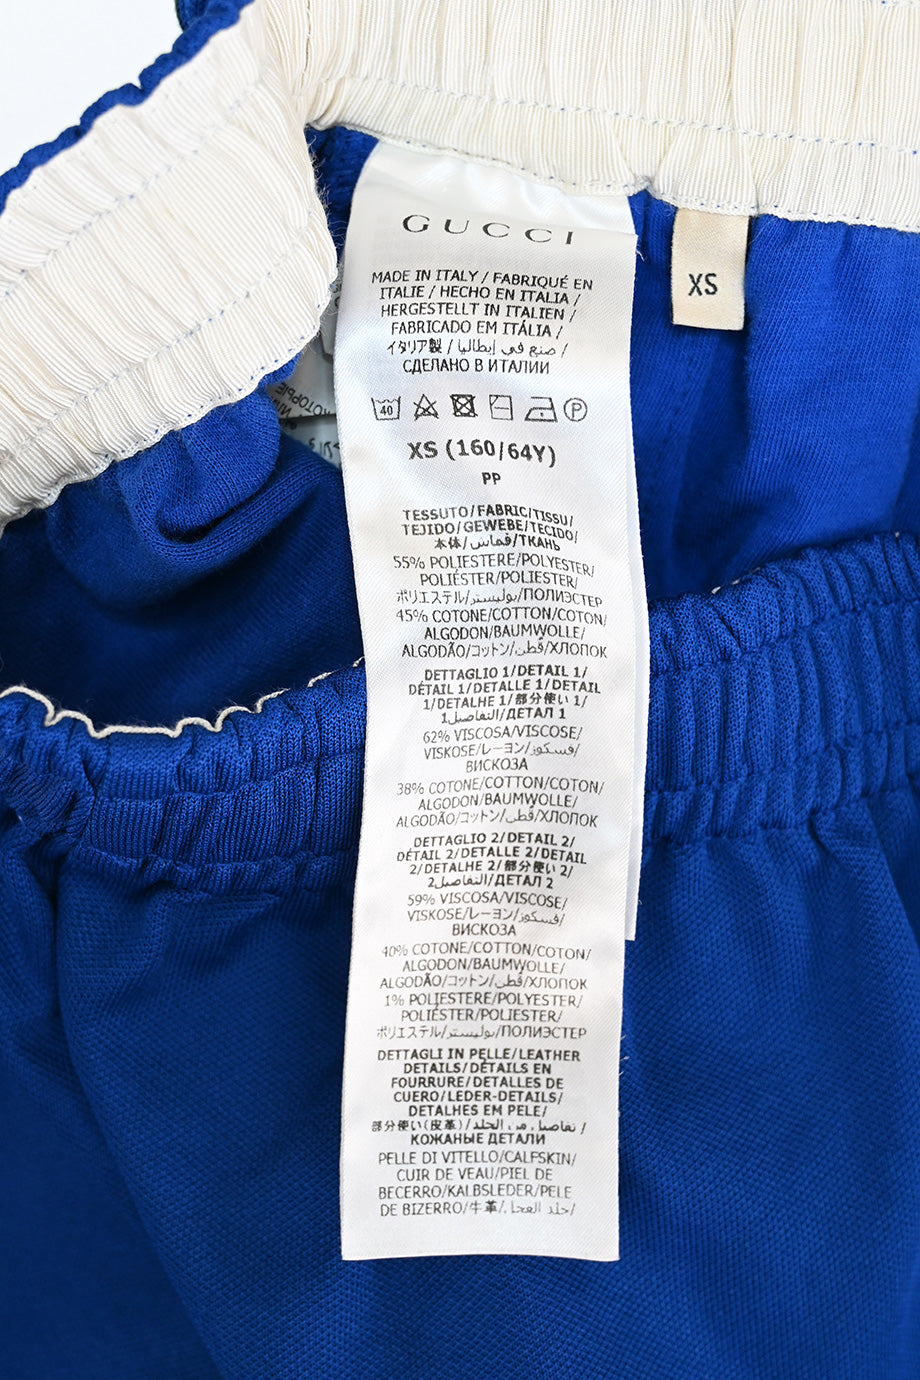 GUCCI
MADE IN ITALY / FABRIQUÉ EN
ITALIE / HECHO EN ITALIA /
HERGESTELLT IN ITALIEN /
FABRICADO EM ITÁLIA /
イタリア製 / صنع في إيطاليا /
СДЕЛАНО В ИТАЛИИ
40 P
XS (160/64Y)
PP
TESSUTO/FABRIC/TISSU/
TEJIDO/GEWEBE/TECIDO/
本体/قماش/ТКАНЬ
55% POLIESTERE/POLYESTER/
POLIÉSTER/POLIESTER/
ポリエステル/بوليستر/ПОЛИЭСТЕР
45% COTONE/COTTON/COTON/
ALGODON/BAUMWOLLE/
ALGODÃO/コットン/قطن/ХЛОПОК
DETTAGLIO 1/DETAIL 1/
DÉTAIL 1/DETALLE 1/DETAIL
1/DETALHE 1/部分使い 1/
التفاصيل1/ДЕТАЛ 1
62% VISCOSA/VISCOSE/
VISKOSE/レーヨン/فسكوز/
ВИСКОЗА
38% COTONE/COTTON/COTON/
ALGODON/BAUMWOLLE/
ALGODÃO/コットン/قطن/ХЛОПОК
DETTAGLIO 2/DETAIL 2/
DÉTAIL 2/DETALLE 2/DETAIL
2/DETALHE 2/部分使い 2/
التفاصيل2/ДЕТАЛ 2
59% VISCOSA/VISCOSE/
VISKOSE/レーヨン/فسكوز/
ВИСКОЗА
40% COTONE/COTTON/COTON/
ALGODON/BAUMWOLLE/
ALGODÃO/コットン/قطن/ХЛОПОК
1% POLIESTERE/POLYESTER/
POLIÉSTER/POLIESTER/
ポリエステル/بوليستر/ПОЛИЭСТЕР
DETTAGLI IN PELLE/LEATHER
DETAILS/DÉTAILS EN
FOURRURE/DETALLES DE
CUERO/LEDER-DETAILS/
DETALHES EM PELE/
部分使い(皮革)/تفاصيل من الجلد/
КОЖАНЫЕ ДЕТАЛИ
PELLE DI VITELLO/CALFSKIN/
CUIR DE VEAU/PIEL DE
BECERRO/KALBSLEDER/PELE
DE BIZERRO/牛革/جلد العجل/
XS
КОТОРЫЕ